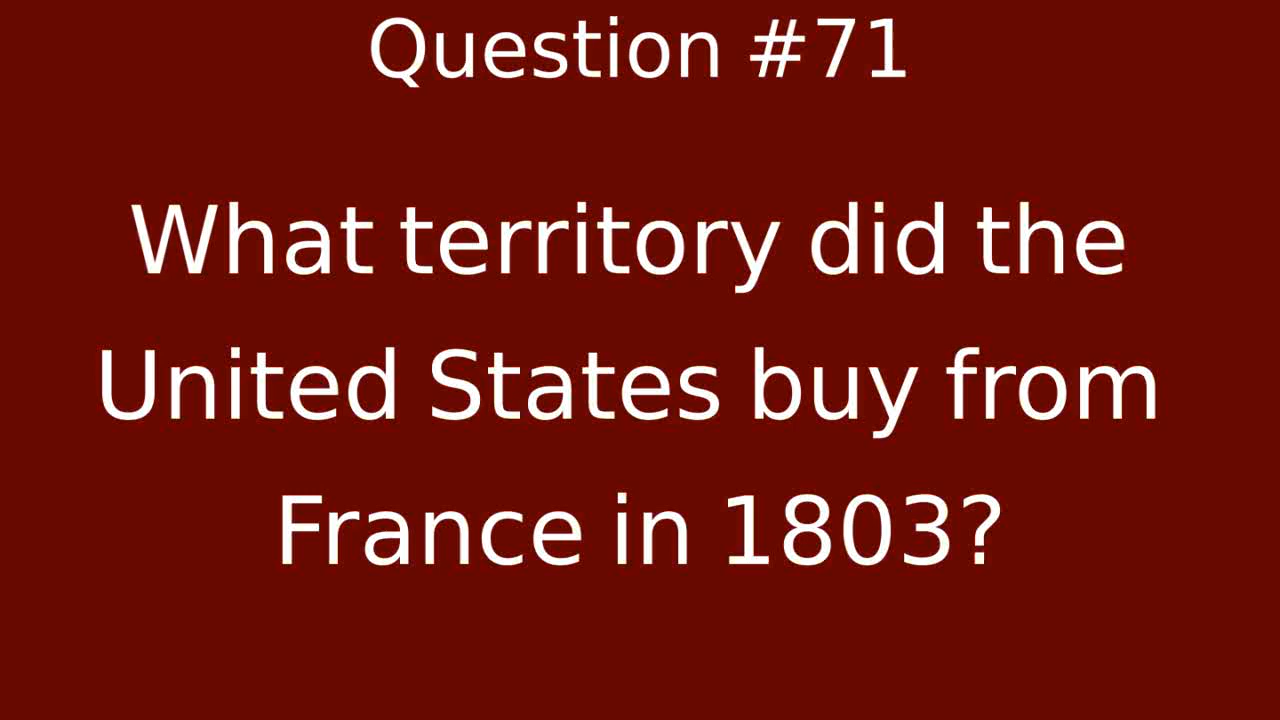 Question #71
What territory did the
United States buy from
France in 1803?